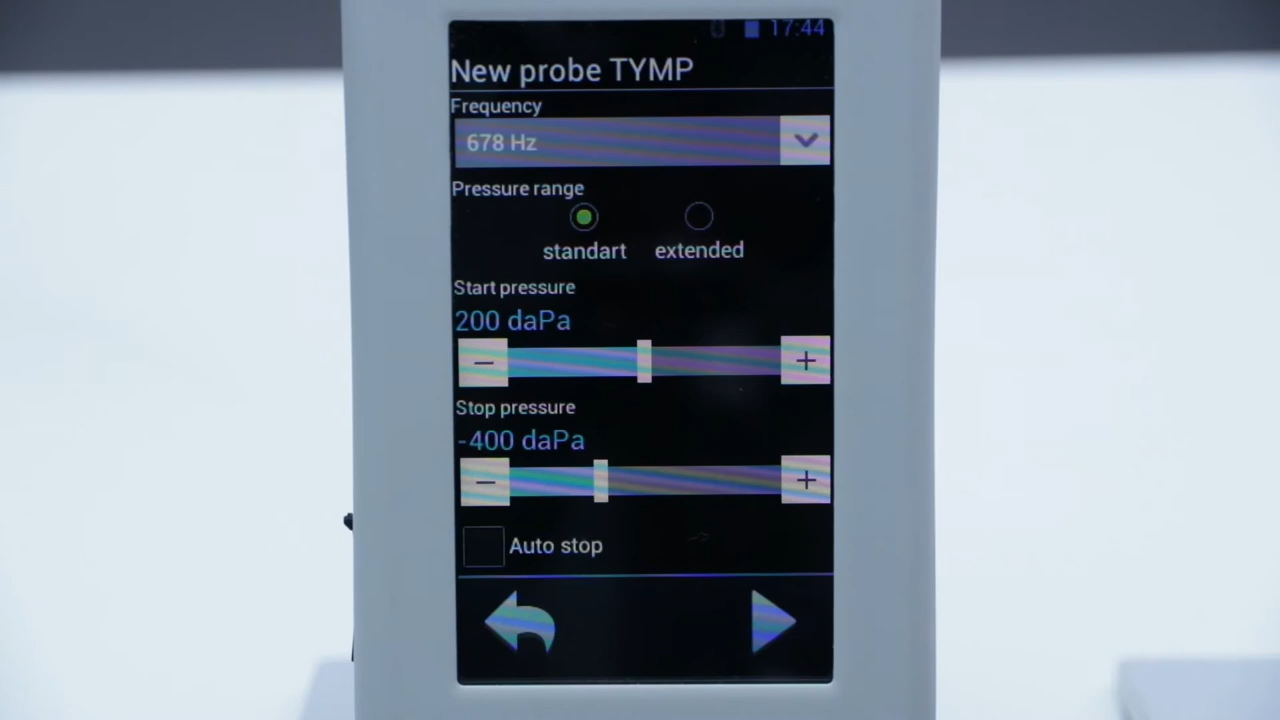 17:44
New probe TYMP
Frequency
678 Hz
Pressure range
standart extended
Start pressure
200 daPa
− +
Stop pressure
-400 daPa
− +
Auto stop